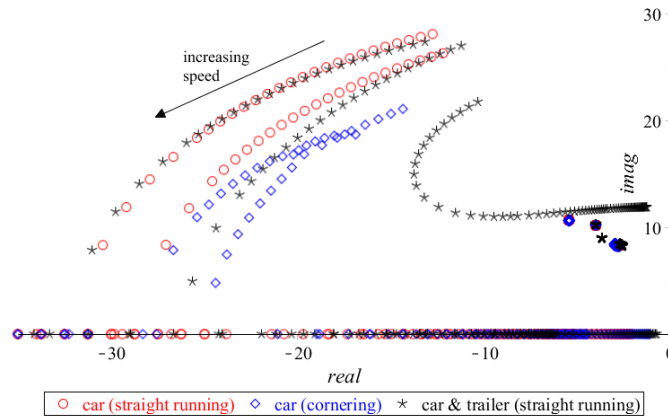 30
increasing
speed
20
imag
10
−30
−20
−10
0
real
car (straight running)
car (cornering)
car & trailer (straight running)